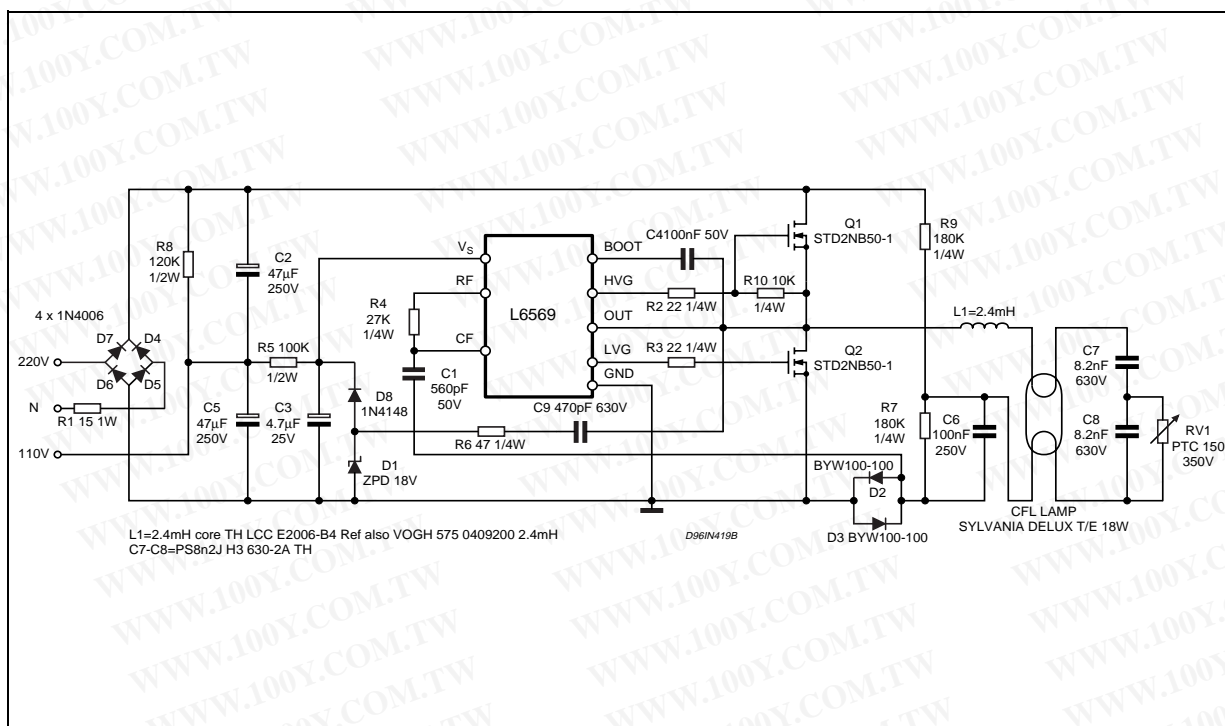 R8
120K
1/2W
C2
47µF
250V
4 x 1N4006
D7
D4
D6
D5
220V
N
R1 15 1W
110V
R5 100K
1/2W
C5
47µF
250V
C3
4.7µF
25V
D8
1N4148
D1
ZPD 18V
R4
27K
1/4W
C1
560pF
50V
VS
RF
CF
L6569
BOOT
HVG
OUT
LVG
GND
C4100nF 50V
R2 22 1/4W
R10 10K
1/4W
R3 22 1/4W
C9 470pF 630V
R6 47 1/4W
Q1
STD2NB50-1
Q2
STD2NB50-1
R9
180K
1/4W
L1=2.4mH
R7
180K
1/4W
C6
100nF
250V
BYW100-100
D2
D3 BYW100-100
C7
8.2nF
630V
C8
8.2nF
630V
RV1
PTC 150
350V
CFL LAMP
SYLVANIA DELUX T/E 18W
L1=2.4mH core TH LCC E2006-B4 Ref also VOGH 575 0409200 2.4mH
C7-C8=PS8n2J H3 630-2A TH
D96IN419B
WWW.100Y.COM.TW